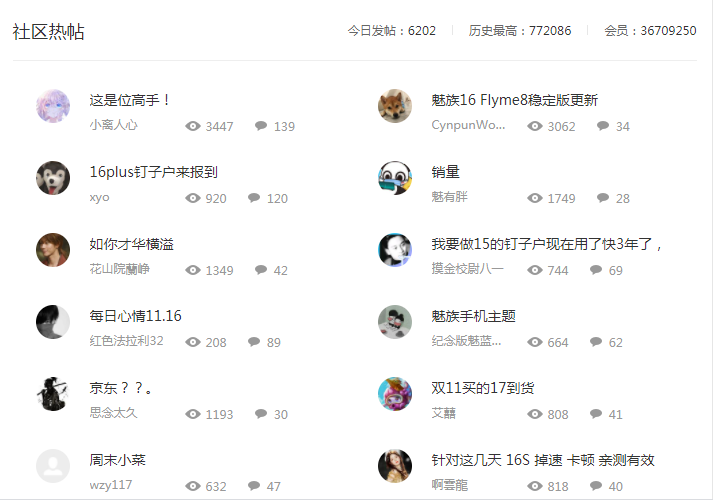 社区热帖
今日发帖：6202 历史最高：772086 会员：36709250
这是位高手！
小离人心 3447 139
魅族16 Flyme8稳定版更新
CynpunWo... 3062 34
16plus钉子户来报到
xyo 920 120
销量
魅有胖 1749 28
如你才华横溢
花山院蘭峥 1349 42
我要做15的钉子户现在用了快3年了，
摸金校尉八一 744 69
每日心情11.16
红色法拉利32 208 89
魅族手机主题
纪念版魅蓝... 664 62
京东？？。
思念太久 1193 30
双11买的17到货
艾囍 808 41
周末小菜
wzy117 632 47
针对这几天 16S 掉速 卡顿 亲测有效
啊雲龍 818 40